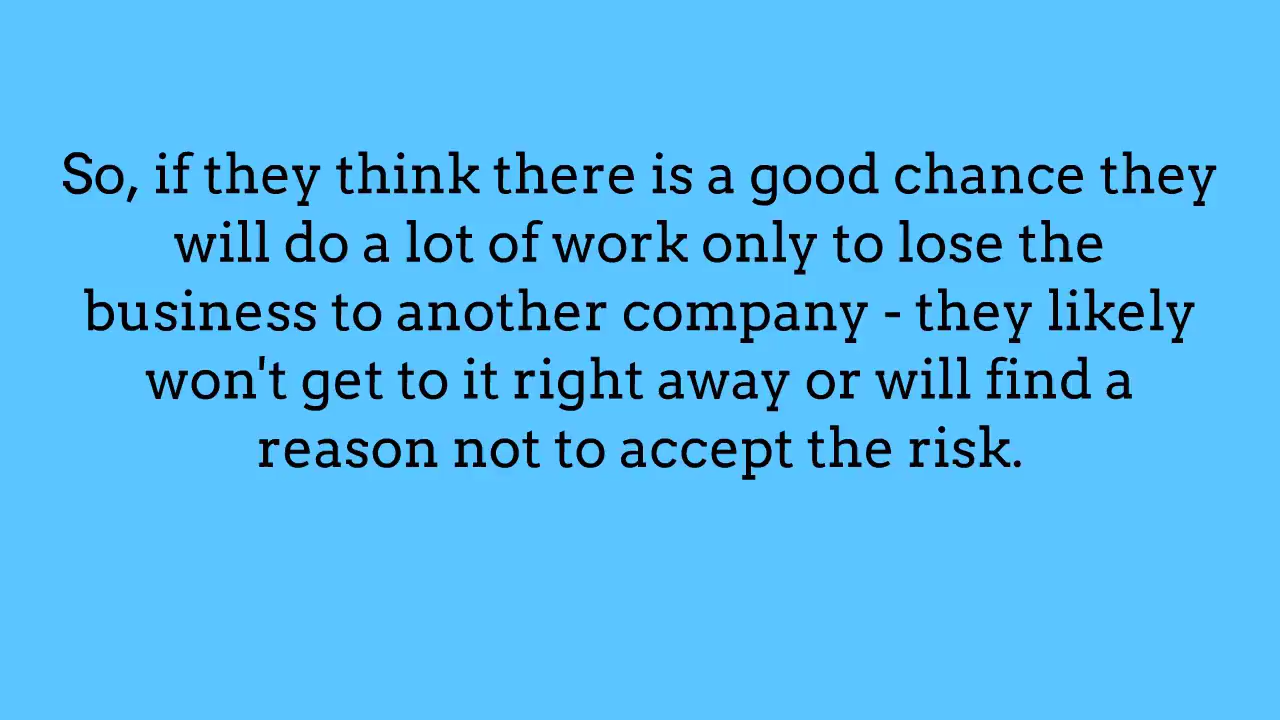 So, if they think there is a good chance they
will do a lot of work only to lose the
business to another company - they likely
won't get to it right away or will find a
reason not to accept the risk.